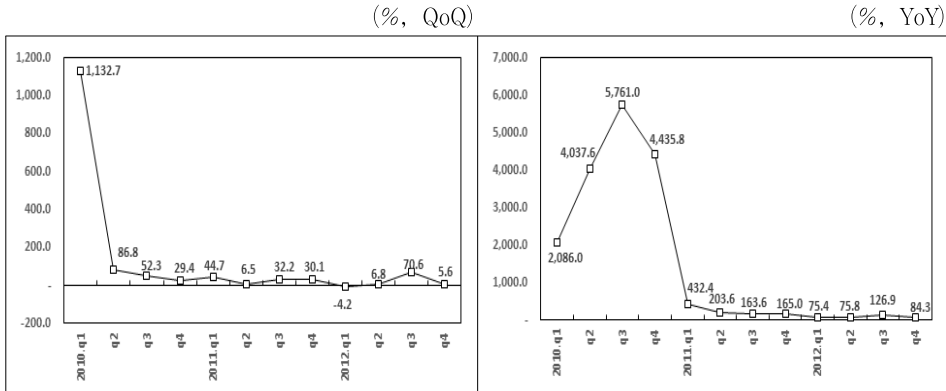 (%, QoQ)
(%, YoY)
1,200.0
1,000.0
800.0
600.0
400.0
200.0
-
-200.0
1,132.7
86.8
52.3
29.4
44.7
6.5
32.2
30.1
-4.2
6.8
70.6
5.6
2010.q1
q2
q3
q4
2011.q1
q2
q3
q4
2012.q1
q2
q3
q4
7,000.0
6,000.0
5,000.0
4,000.0
3,000.0
2,000.0
1,000.0
-
2,086.0
4,037.6
5,761.0
4,435.8
432.4
203.6
163.6
165.0
75.4
75.8
126.9
84.3
2010.q1
q2
q3
q4
2011.q1
q2
q3
q4
2012.q1
q2
q3
q4